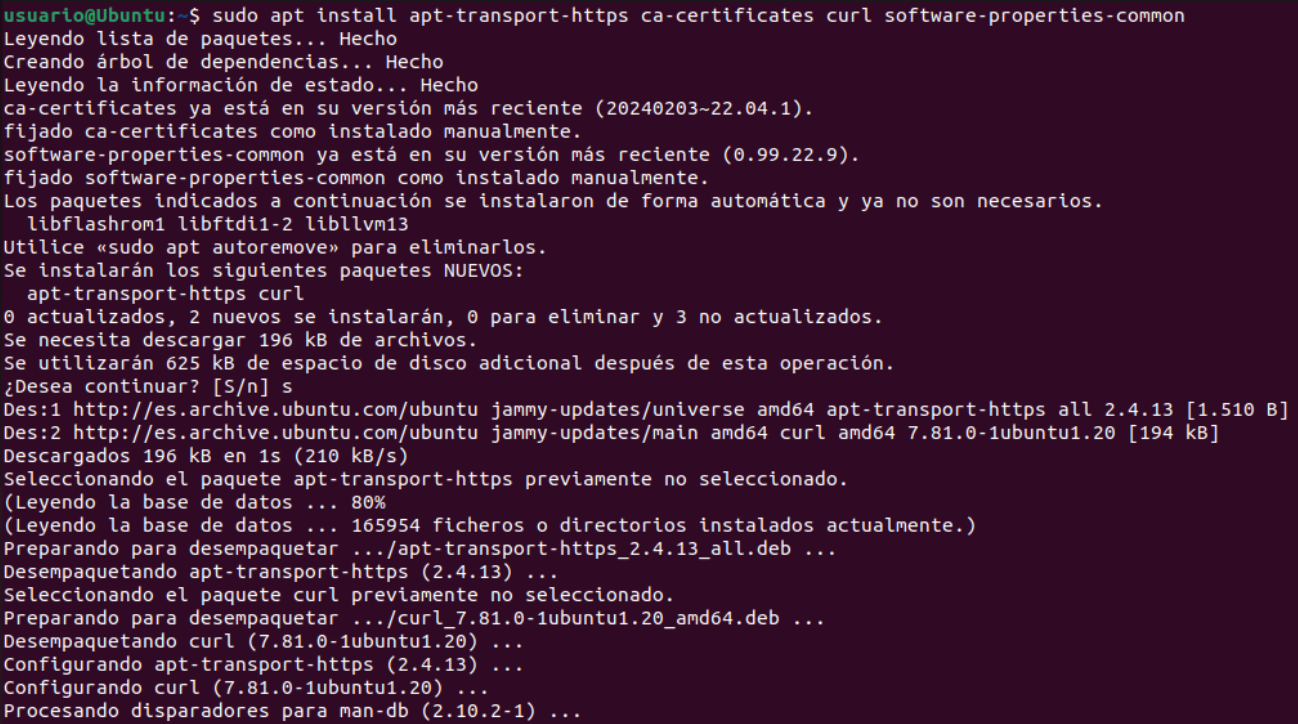 usuario@Ubuntu:~$ sudo apt install apt-transport-https ca-certificates curl software-properties-common
Leyendo lista de paquetes... Hecho
Creando árbol de dependencias... Hecho
Leyendo la información de estado... Hecho
ca-certificates ya está en su versión más reciente (20240203~22.04.1).
fijado ca-certificates como instalado manualmente.
software-properties-common ya está en su versión más reciente (0.99.22.9).
fijado software-properties-common como instalado manualmente.
Los paquetes indicados a continuación se instalaron de forma automática y ya no son necesarios.
  libflashrom1 libftdi1-2 libllvm13
Utilice «sudo apt autoremove» para eliminarlos.
Se instalarán los siguientes paquetes NUEVOS:
  apt-transport-https curl
0 actualizados, 2 nuevos se instalarán, 0 para eliminar y 3 no actualizados.
Se necesita descargar 196 kB de archivos.
Se utilizarán 625 kB de espacio de disco adicional después de esta operación.
¿Desea continuar? [S/n] s
Des:1 http://es.archive.ubuntu.com/ubuntu jammy-updates/universe amd64 apt-transport-https all 2.4.13 [1.510 B]
Des:2 http://es.archive.ubuntu.com/ubuntu jammy-updates/main amd64 curl amd64 7.81.0-1ubuntu1.20 [194 kB]
Descargados 196 kB en 1s (210 kB/s)
Seleccionando el paquete apt-transport-https previamente no seleccionado.
(Leyendo la base de datos ... 80%
(Leyendo la base de datos ... 165954 ficheros o directorios instalados actualmente.)
Preparando para desempaquetar .../apt-transport-https_2.4.13_all.deb ...
Desempaquetando apt-transport-https (2.4.13) ...
Seleccionando el paquete curl previamente no seleccionado.
Preparando para desempaquetar .../curl_7.81.0-1ubuntu1.20_amd64.deb ...
Desempaquetando curl (7.81.0-1ubuntu1.20) ...
Configurando apt-transport-https (2.4.13) ...
Configurando curl (7.81.0-1ubuntu1.20) ...
Procesando disparadores para man-db (2.10.2-1) ...